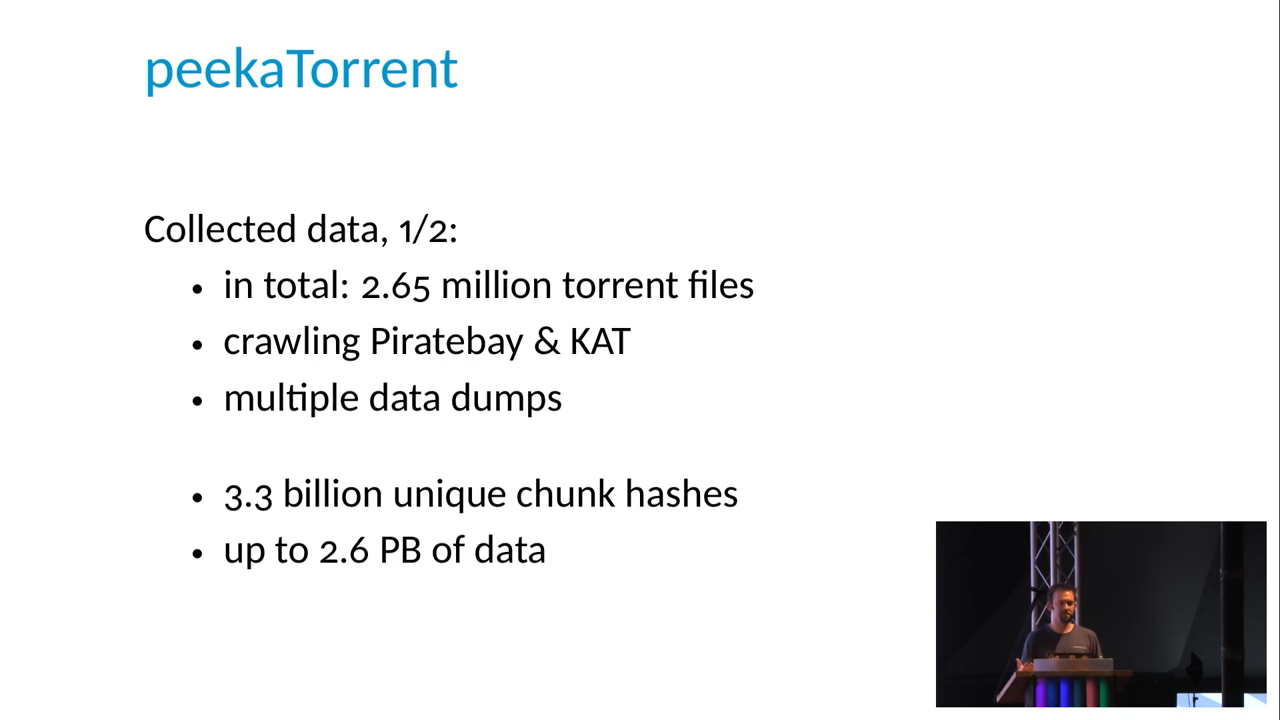 peekaTorrent
Collected data, 1/2:
• in total: 2.65 million torrent files
• crawling Piratebay & KAT
• multiple data dumps
• 3.3 billion unique chunk hashes
• up to 2.6 PB of data